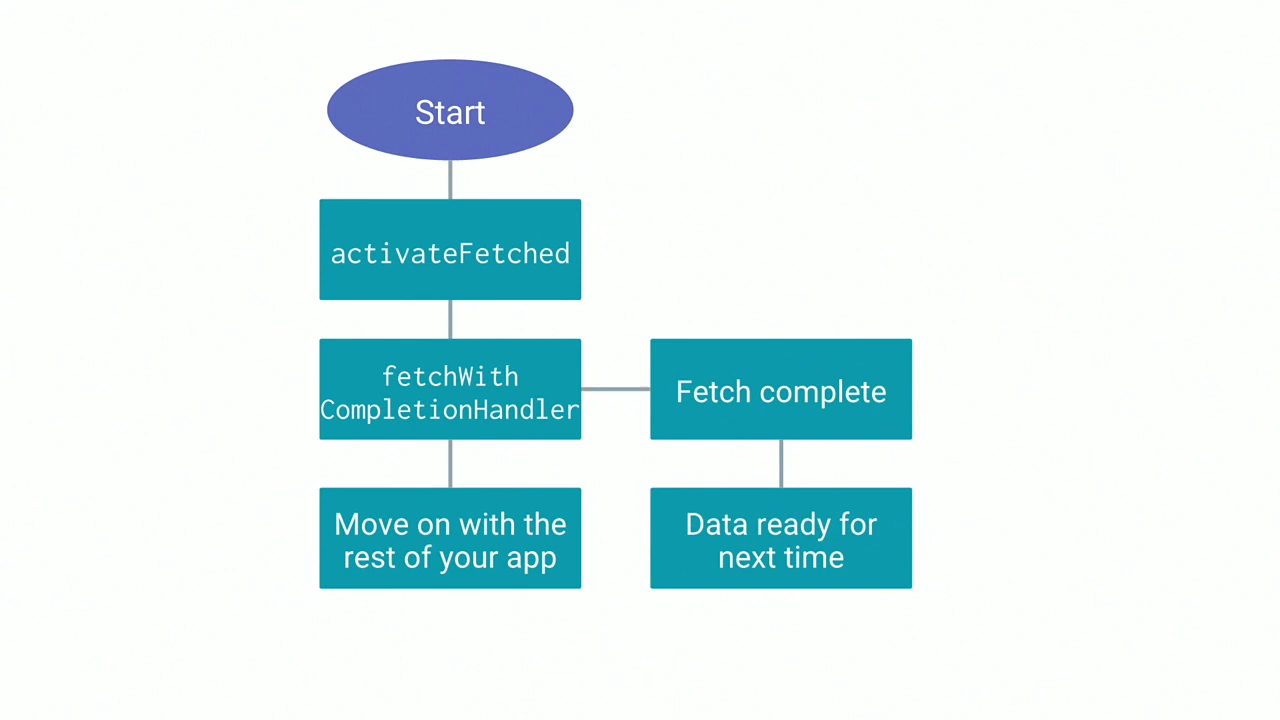 Start
activateFetched
fetchWith
CompletionHandler
Fetch complete
Move on with the
rest of your app
Data ready for
next time